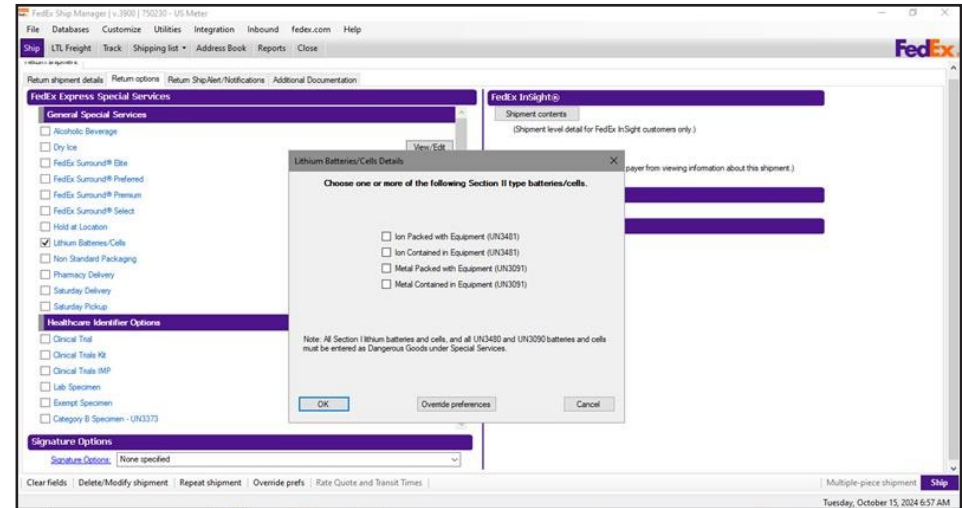 FedEx Ship Manager | v.3900 | 750230 - US Meter
File Databases Customize Utilities Integration Inbound fedex.com Help
Ship LTL Freight Track Shipping list Address Book Reports Close
FedEx
Return shipment details Return options Return ShipAlert/Notifications Additional Documentation
FedEx Express Special Services
General Special Services
Alcoholic Beverage
Dry Ice
View/Edit
FedEx Surround® Elite
FedEx Surround® Preferred
FedEx Surround® Premium
FedEx Surround® Select
Hold at Location
Lithium Batteries/Cells
Non Standard Packaging
Pharmacy Delivery
Saturday Delivery
Saturday Pickup
Healthcare Identifier Options
Clinical Trial
Clinical Trials Kit
Clinical Trials IMP
Lab Specimen
Exempt Specimen
Category B Specimen - UN3373
Signature Options
Signature Options: None specified
FedEx InSight®
Shipment contents
(Shipment level detail for FedEx InSight customers only.)
payer from viewing information about this shipment.)
Lithium Batteries/Cells Details
Choose one or more of the following Section II type batteries/cells.
Ion Packed with Equipment (UN3481)
Ion Contained in Equipment (UN3481)
Metal Packed with Equipment (UN3091)
Metal Contained in Equipment (UN3091)
Note: All Section I lithium batteries and cells, and all UN3480 and UN3090 batteries and cells
must be entered as Dangerous Goods under Special Services.
OK Override preferences Cancel
Clear fields Delete/Modify shipment Repeat shipment Override prefs Rate Quote and Transit Times Multiple-piece shipment Ship
Tuesday, October 15, 2024 6:57 AM